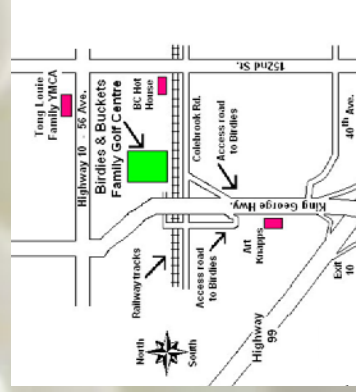 152nd St.
Tong Louie
Family YMCA
Highway 10 - 56 Ave.
Birdies & Buckets
Family Golf Centre
BC Hot
House
Colebrook Rd.
Access road
to Birdies
40th Ave.
King George Hwy.
Railway tracks
Access road
to Birdies
Art
Knapps
Exit
10
Highway
99
North
South